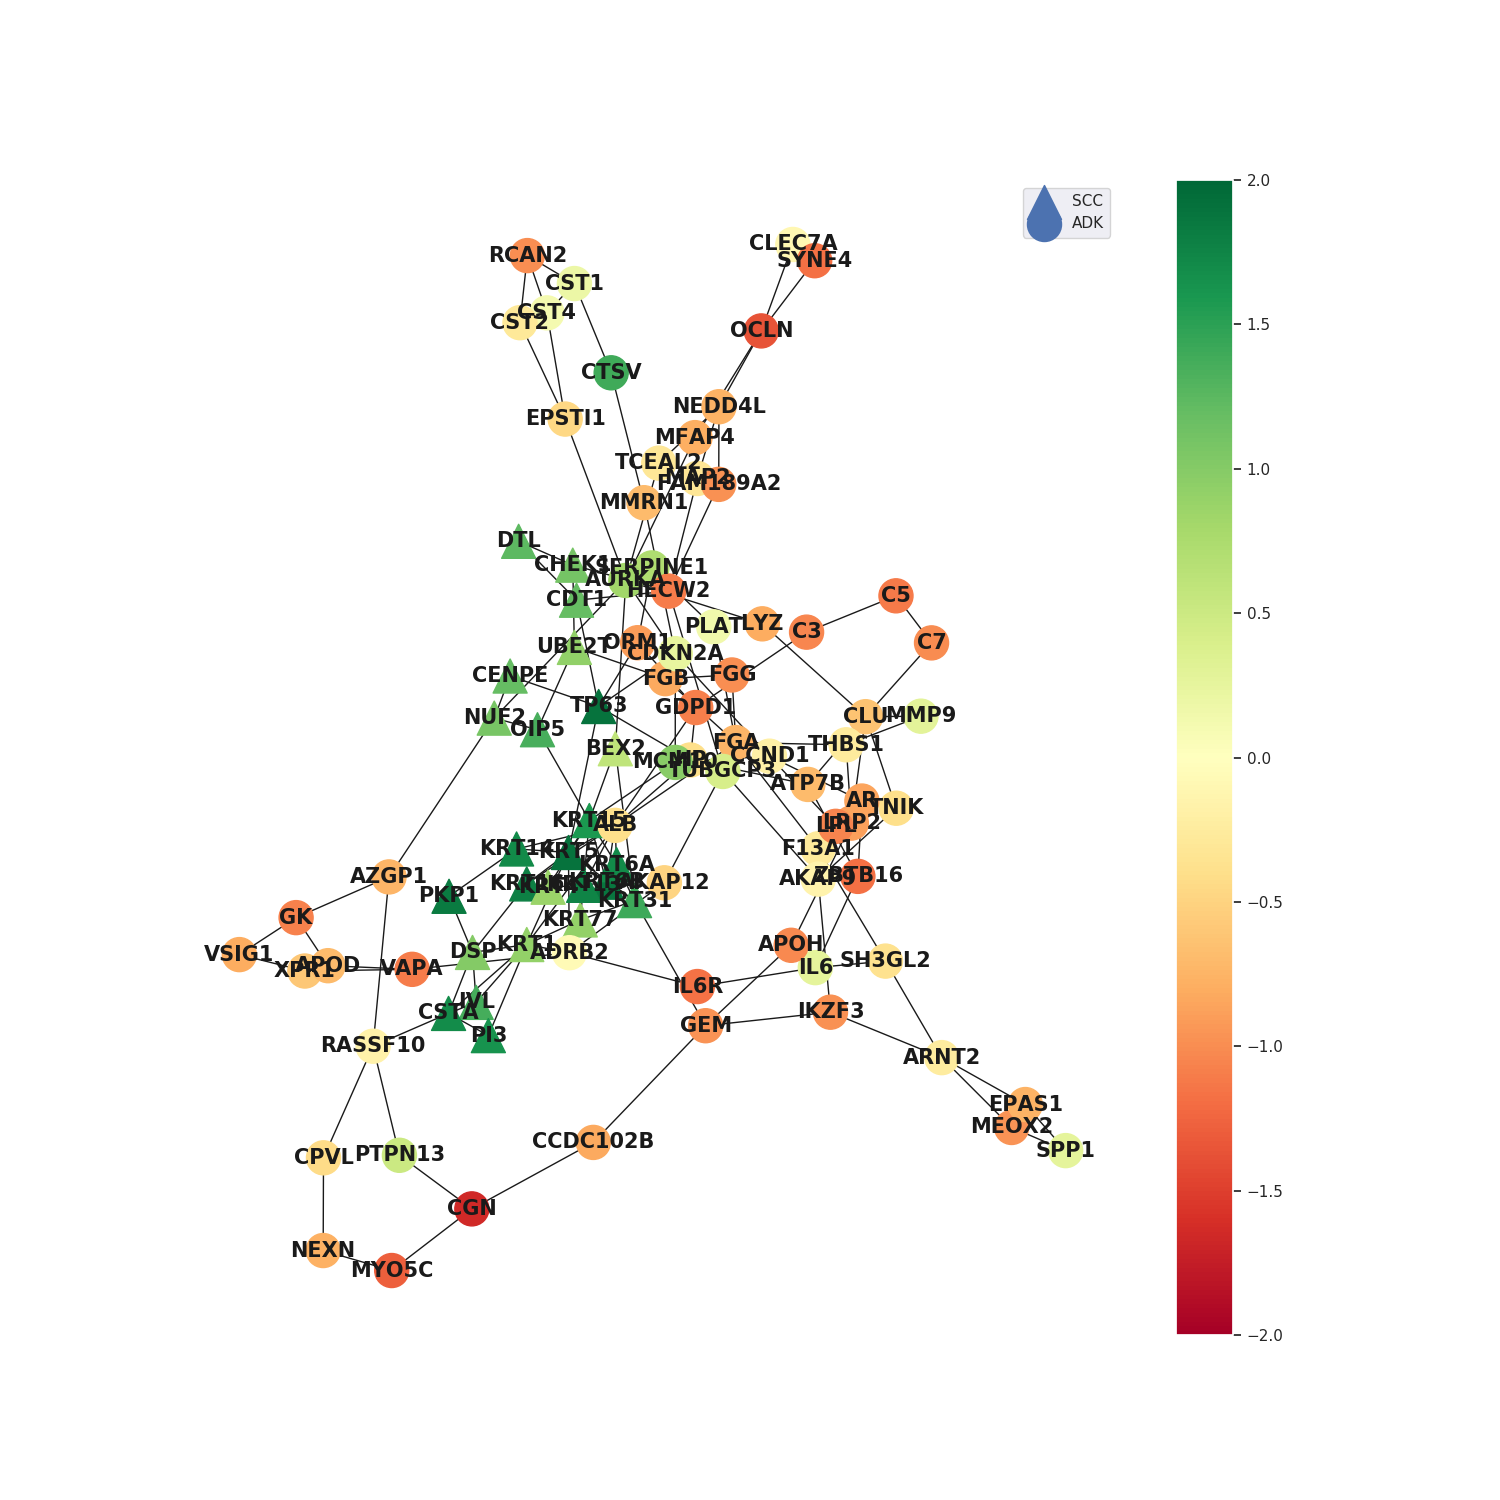 SCC
ADK
2.0
1.5
1.0
0.5
0.0
−0.5
−1.0
−1.5
−2.0
CLEC7A
RCAN2
SYNE4
CST1
CST4
CST2
OCLN
CTSV
NEDD4L
EPSTI1
MFAP4
TCEAL2
MAP2
FAM189A2
MMRN1
DTL
CHEK1
SERPINE1
AURKA
HECW2
C5
CDT1
PLAT
LYZ
C3
C7
UBE2T
ORM1
CDKN2A
CENPE
FGB
FGG
TP63
GDPD1
NUF2
CLU
MMP9
OIP5
FGA
THBS1
BEX2
CCND1
MCM10
TUBGCP3
ATP7B
AR
TNIK
KRT15
ALB
LPL
LRP2
KRT14
KRT5
F13A1
KRT6A
AZGP1
AKAP9
ZBTB16
AKAP12
PKP1
KRT31
GK
KRT77
KRT1
APOH
VSIG1
DSP
ADRB2
SH3GL2
XPR1
APOD
VAPA
IL6
IL6R
IVL
CSTA
IKZF3
GEM
PI3
RASSF10
ARNT2
EPAS1
MEOX2
CCDC102B
SPP1
CPVL
PTPN13
CGN
NEXN
MYO5C